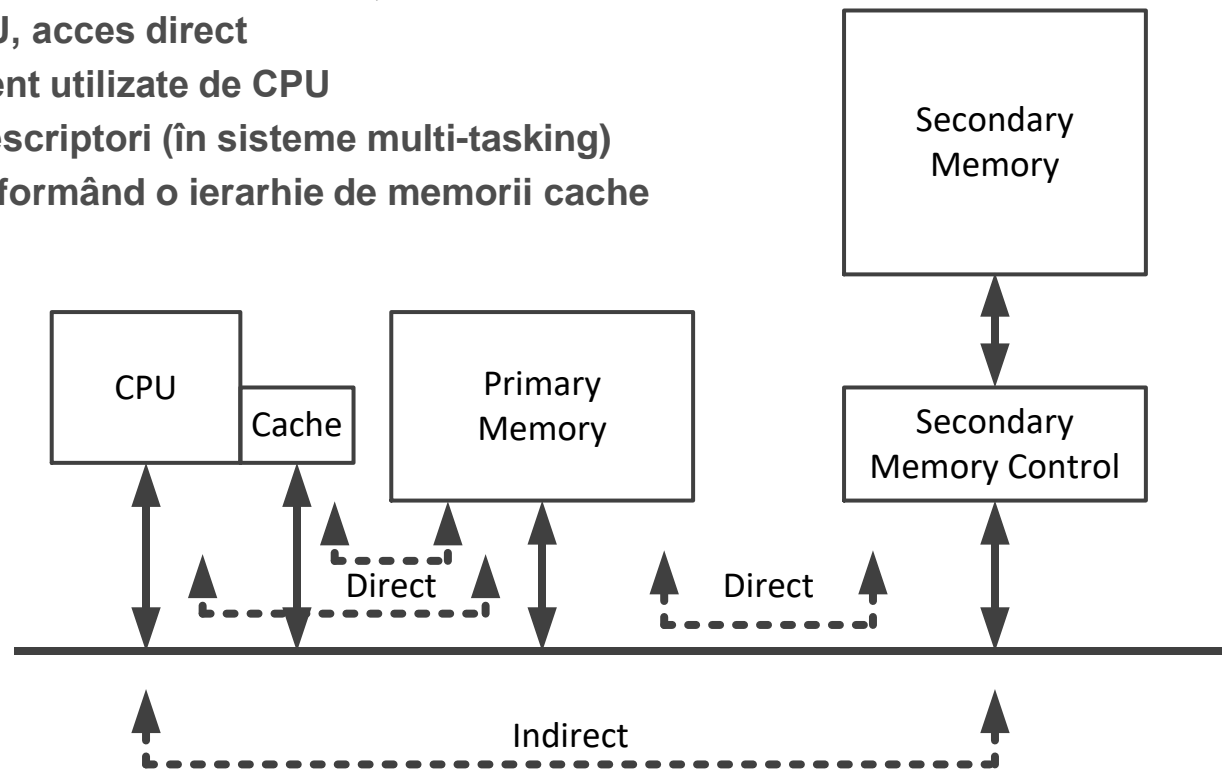 U, acces direct
ent utilizate de CPU
escriptori (în sisteme multi-tasking)
formând o ierarhie de memorii cache
Secondary
Memory
CPU
Cache
Primary
Memory
Secondary
Memory Control
Direct
Direct
Indirect